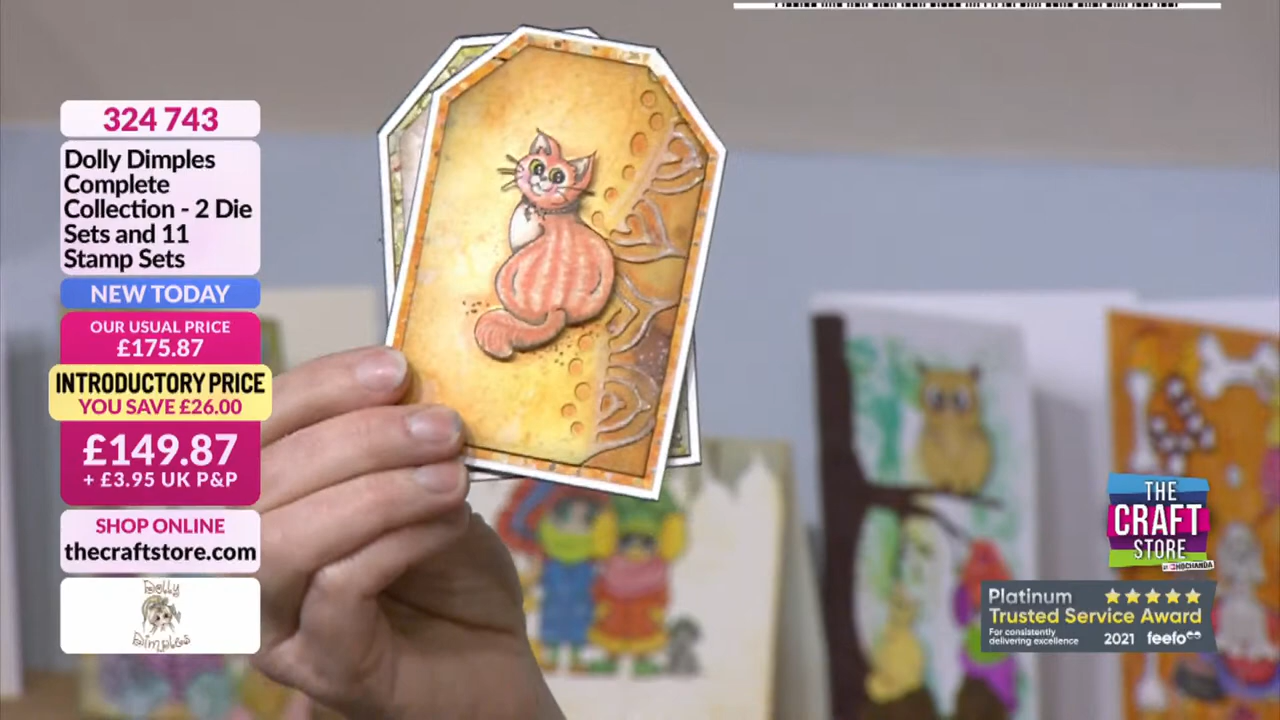 324 743
Dolly Dimples
Complete
Collection - 2 Die
Sets and 11
Stamp Sets
NEW TODAY
OUR USUAL PRICE
£175.87
INTRODUCTORY PRICE
YOU SAVE £26.00
£149.87
+ £3.95 UK P&P
SHOP ONLINE
thecraftstore.com
Dolly
Dimples
THE
CRAFT
STORE
HOCHANDA
Platinum
Trusted Service Award
For consistently
delivering excellence
2021 feefo